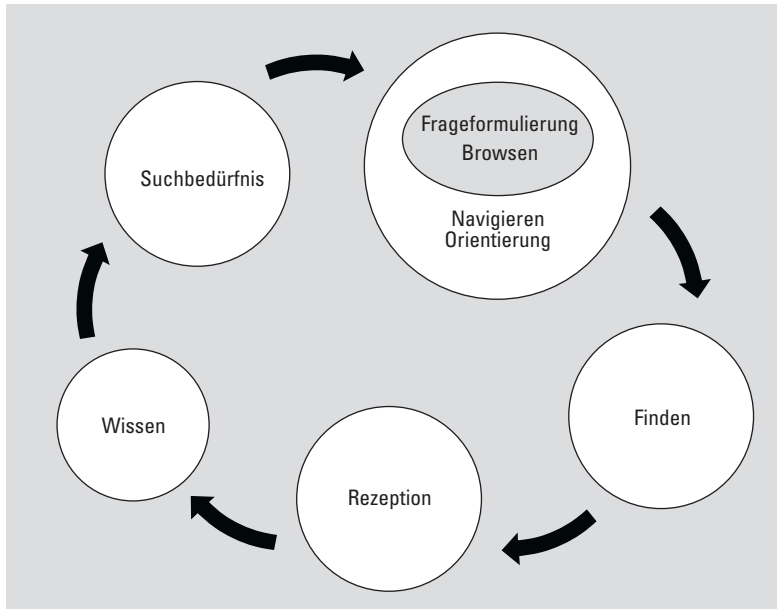 Suchbedürfnis
Frageformulierung
Browsen
Navigieren
Orientierung
Finden
Rezeption
Wissen